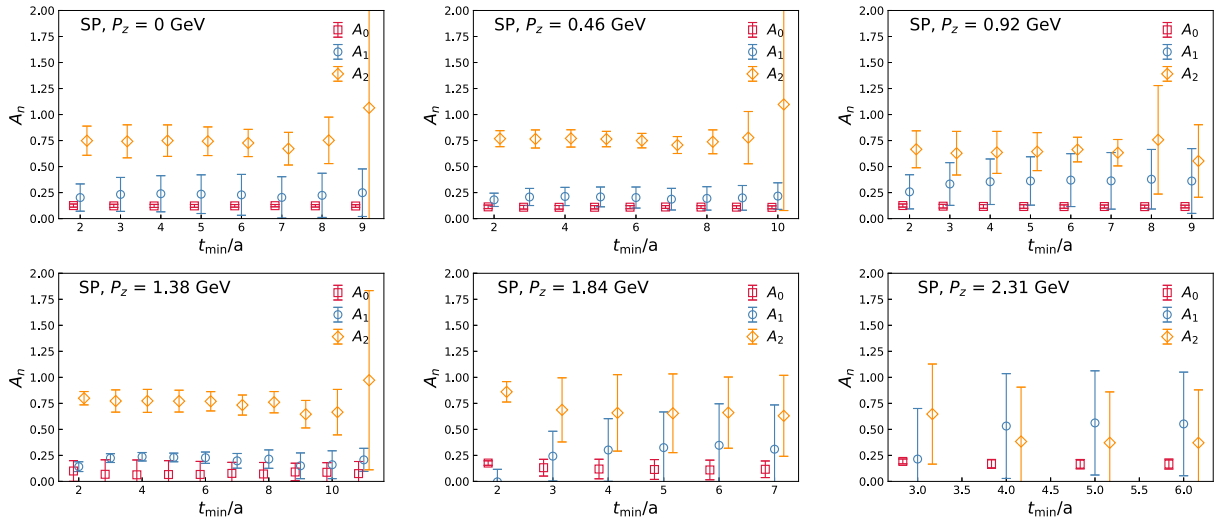 SP, P_z = 0 GeV
A_0
A_1
A_2
A_n
2.00
1.75
1.50
1.25
1.00
0.75
0.50
0.25
0.00
2 3 4 5 6 7 8 9
t_min/a
SP, P_z = 0.46 GeV
A_0
A_1
A_2
A_n
2.00
1.75
1.50
1.25
1.00
0.75
0.50
0.25
0.00
2 4 6 8 10
t_min/a
SP, P_z = 0.92 GeV
A_0
A_1
A_2
A_n
2.00
1.75
1.50
1.25
1.00
0.75
0.50
0.25
0.00
2 3 4 5 6 7 8 9
t_min/a
SP, P_z = 1.38 GeV
A_0
A_1
A_2
A_n
2.00
1.75
1.50
1.25
1.00
0.75
0.50
0.25
0.00
2 4 6 8 10
t_min/a
SP, P_z = 1.84 GeV
A_0
A_1
A_2
A_n
2.00
1.75
1.50
1.25
1.00
0.75
0.50
0.25
0.00
2 3 4 5 6 7
t_min/a
SP, P_z = 2.31 GeV
A_0
A_1
A_2
A_n
2.00
1.75
1.50
1.25
1.00
0.75
0.50
0.25
0.00
3.0 3.5 4.0 4.5 5.0 5.5 6.0
t_min/a